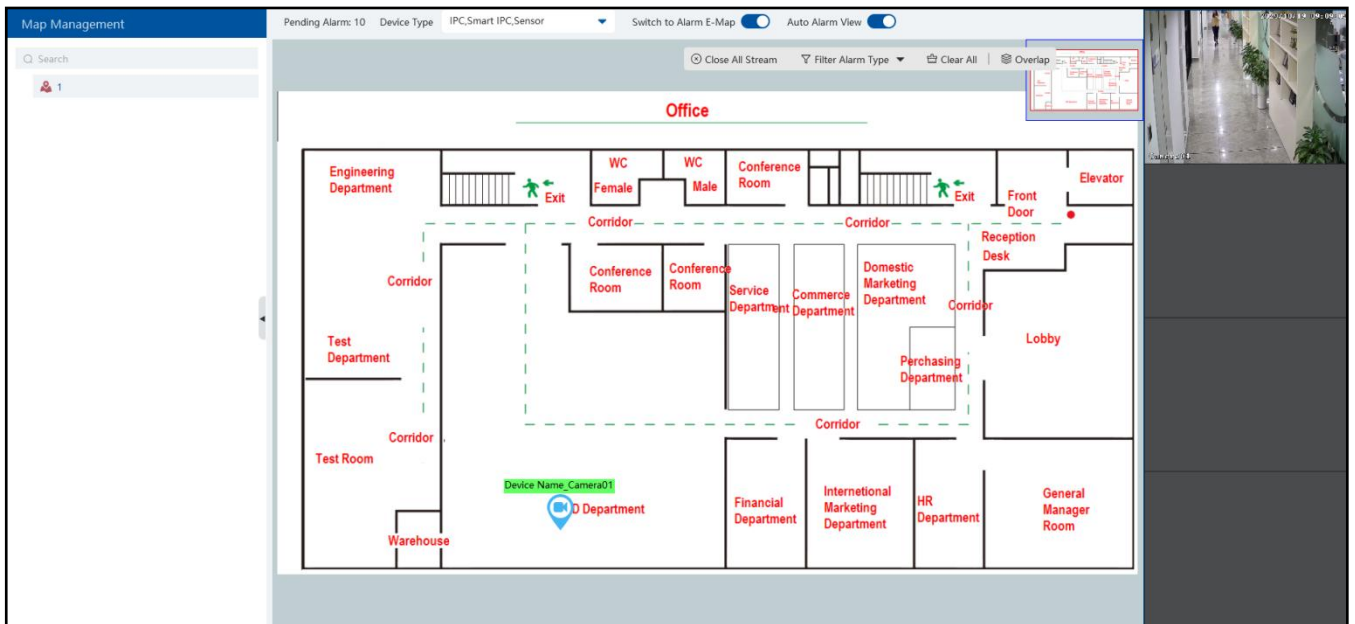 Map Management
Pending Alarm: 10 Device Type IPC,Smart IPC,Sensor Switch to Alarm E-Map Auto Alarm View
Search
1
Close All Stream Filter Alarm Type Clear All Overlap
Office
Engineering
Department
WC
Female
WC
Male
Conference
Room
Exit
Exit
Front
Door
Elevator
Corridor
Corridor
Reception
Desk
Corridor
Conference
Room
Conference
Room
Service
Department
Commerce
Department
Domestic
Marketing
Department
Corridor
Lobby
Test
Department
Perchasing
Department
Corridor
Corridor
Test Room
Device Name_Camera01
D Department
Warehouse
Financial
Department
Internetional
Marketing
Department
HR
Department
General
Manager
Room